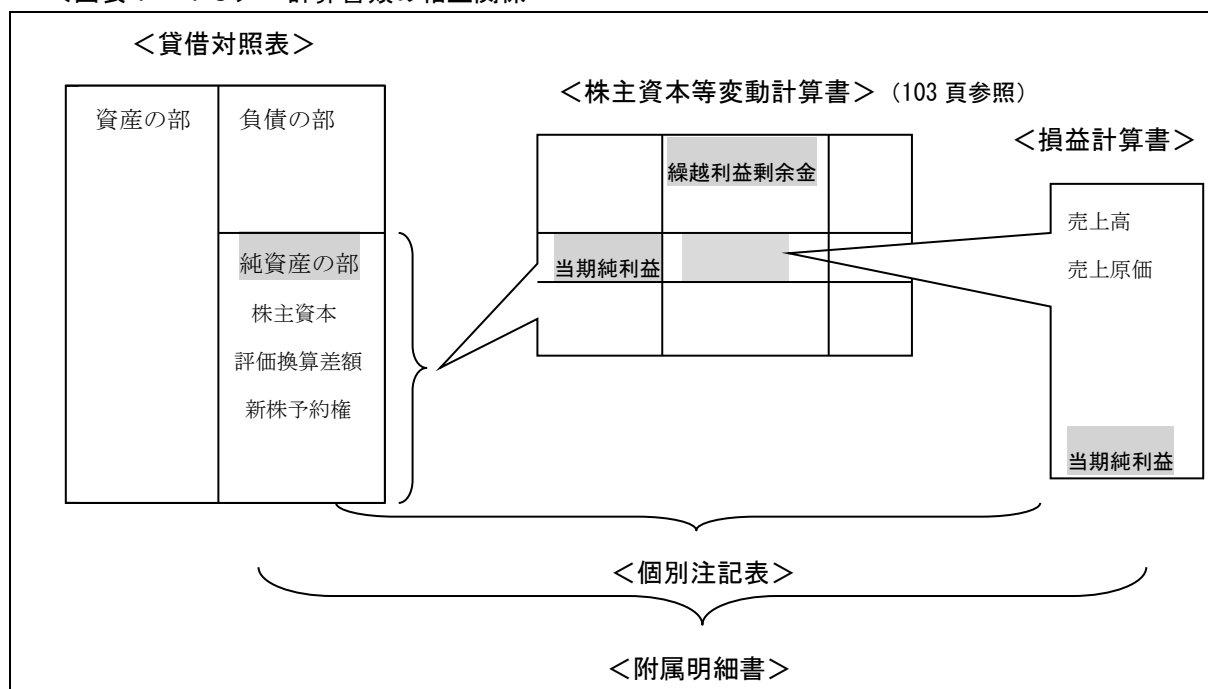 ＜貸借対照表＞
資産の部
負債の部
純資産の部
株主資本
評価換算差額
新株予約権
＜株主資本等変動計算書＞（103 頁参照）
繰越利益剰余金
当期純利益
＜損益計算書＞
売上高
売上原価
当期純利益
＜個別注記表＞
＜附属明細書＞